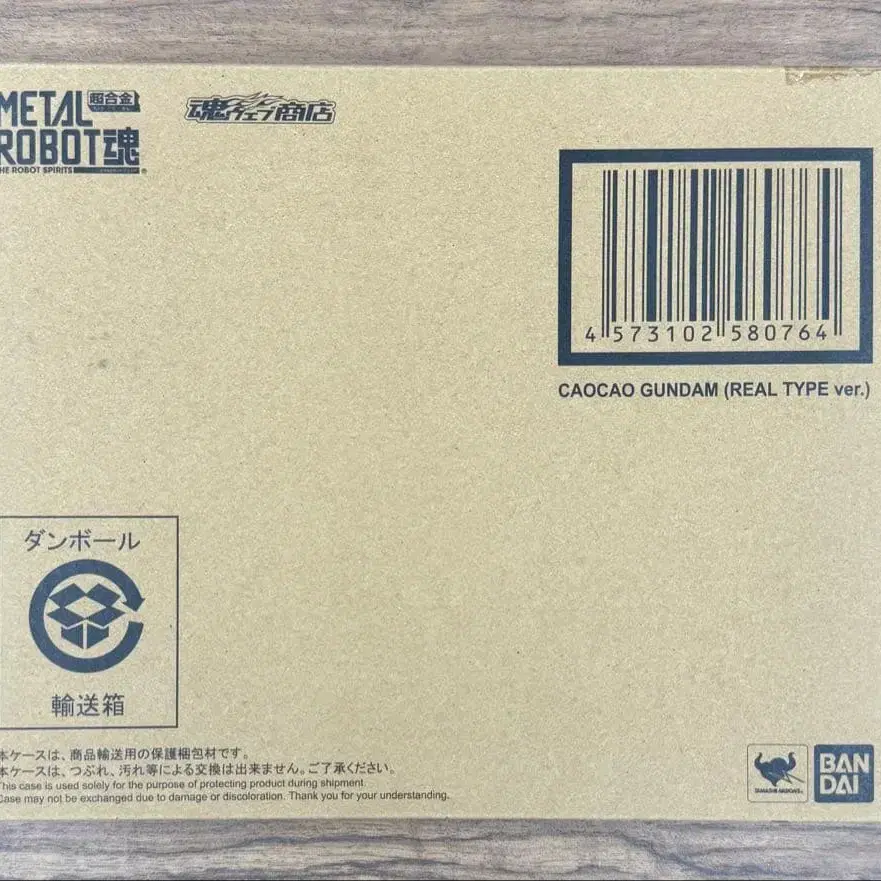 METAL 超合金
ROBOT魂
HE ROBOT SPIRITS
魂ウェブ商店
4 573102 580764
CAOCAO GUNDAM (REAL TYPE ver.)
ダンボール
輸送箱
本ケースは、商品輸送用の保護梱包材です。
本ケースは、つぶれ、汚れ等による交換は出来ません。ご了承ください。
This case is used solely for the purpose of protecting product during shipment.
Case may not be exchanged due to damage or discoloration. Thank you for your understanding.
TAMASHII NATIONS
BAN
DAI